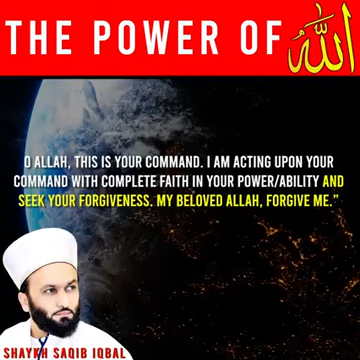 THE POWER OF الله
O ALLAH, THIS IS YOUR COMMAND. I AM ACTING UPON YOUR
COMMAND WITH COMPLETE FAITH IN YOUR POWER/ABILITY AND
SEEK YOUR FORGIVENESS. MY BELOVED ALLAH, FORGIVE ME.”
SHAYKH SAQIB IQBAL